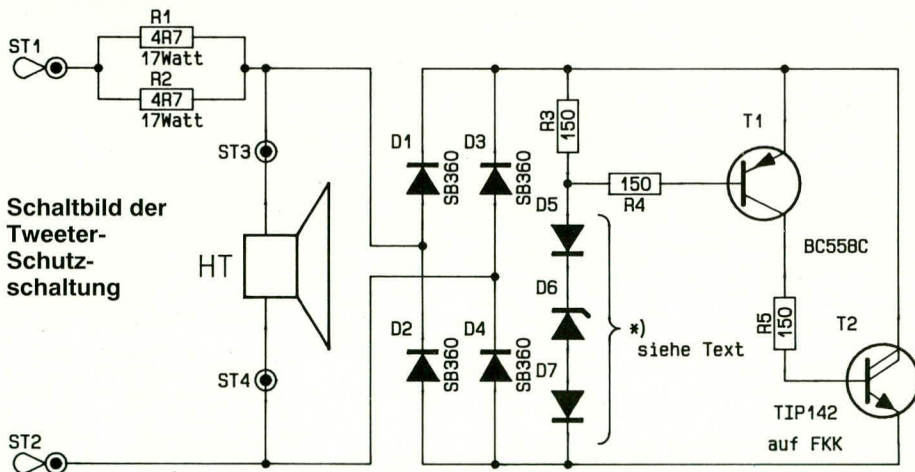 ST1
R1
4R7
17Watt
R2
4R7
17Watt
ST3
Schaltbild der
Tweeter-
Schutz-
schaltung
HT
ST4
ST2
D1
SB360
D3
SB360
D2
SB360
D4
SB360
R3
150
150
R4
D5
D6
D7
*)
siehe Text
T1
BC558C
R5
150
T2
TIP142
auf FKK